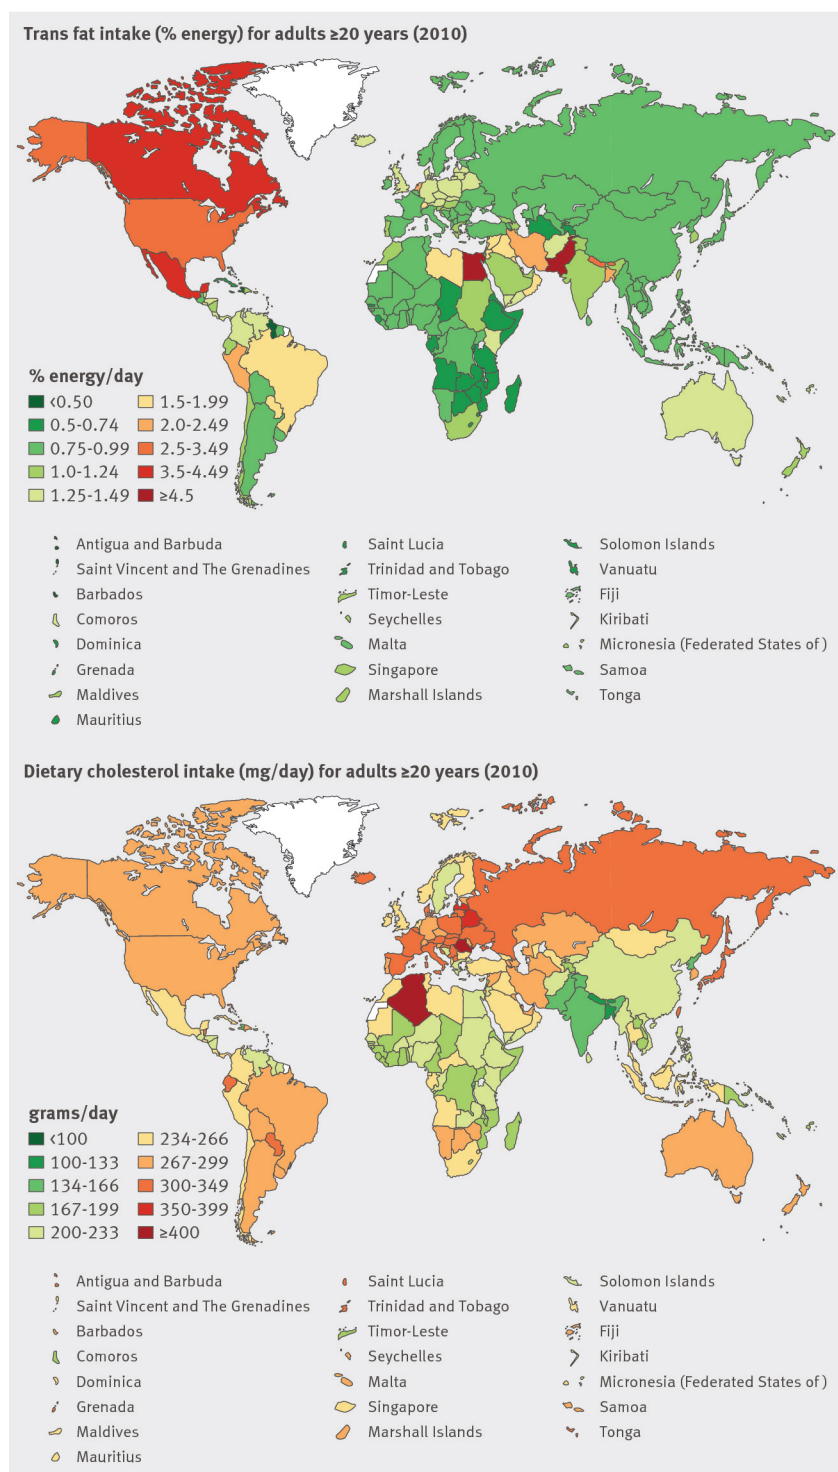 Trans fat intake (% energy) for adults ≥20 years (2010)
% energy/day
<0.50
1.5-1.99
0.5-0.74
2.0-2.49
0.75-0.99
2.5-3.49
1.0-1.24
3.5-4.49
1.25-1.49
≥4.5
Antigua and Barbuda
Saint Vincent and The Grenadines
Barbados
Comoros
Dominica
Grenada
Maldives
Mauritius
Saint Lucia
Trinidad and Tobago
Timor-Leste
Seychelles
Malta
Singapore
Marshall Islands
Solomon Islands
Vanuatu
Fiji
Kiribati
Micronesia (Federated States of )
Samoa
Tonga
Dietary cholesterol intake (mg/day) for adults ≥20 years (2010)
grams/day
<100
234-266
100-133
267-299
134-166
300-349
167-199
350-399
200-233
≥400
Antigua and Barbuda
Saint Vincent and The Grenadines
Barbados
Comoros
Dominica
Grenada
Maldives
Mauritius
Saint Lucia
Trinidad and Tobago
Timor-Leste
Seychelles
Malta
Singapore
Marshall Islands
Solomon Islands
Vanuatu
Fiji
Kiribati
Micronesia (Federated States of )
Samoa
Tonga